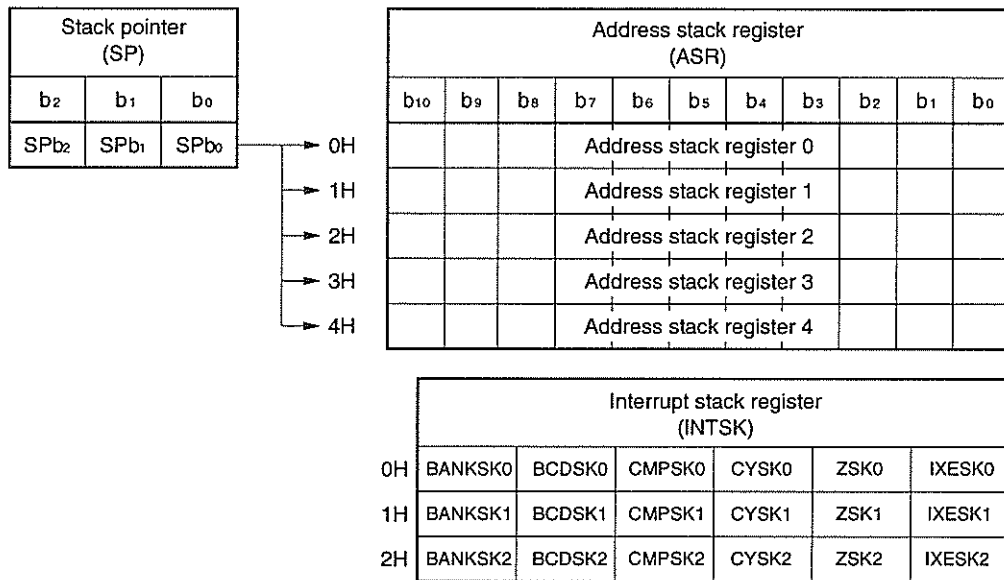 Stack pointer
(SP)
b2 b1 b0
SPb2 SPb1 SPb0
Address stack register
(ASR)
b10 b9 b8 b7 b6 b5 b4 b3 b2 b1 b0
0H Address stack register 0
1H Address stack register 1
2H Address stack register 2
3H Address stack register 3
4H Address stack register 4
Interrupt stack register
(INTSK)
0H BANKSK0 BCDSK0 CMPSK0 CYSK0 ZSK0 IXESK0
1H BANKSK1 BCDSK1 CMPSK1 CYSK1 ZSK1 IXESK1
2H BANKSK2 BCDSK2 CMPSK2 CYSK2 ZSK2 IXESK2